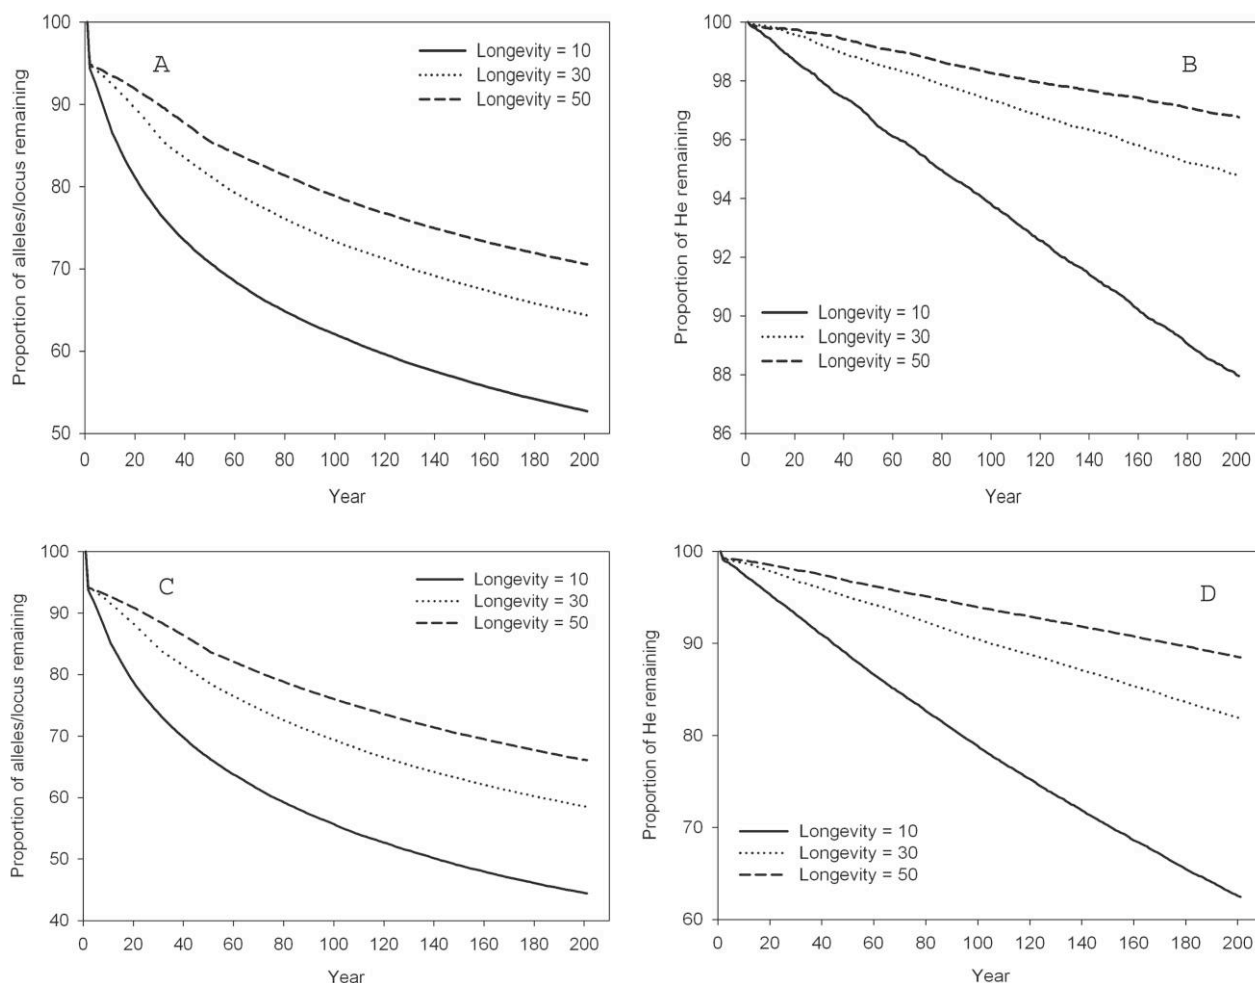 A
Longevity = 10
Longevity = 30
Longevity = 50
Proportion of alleles/locus remaining
100
90
80
70
60
50
0 20 40 60 80 100 120 140 160 180 200
Year
B
Longevity = 10
Longevity = 30
Longevity = 50
Proportion of He remaining
100
98
96
94
92
90
88
86
0 20 40 60 80 100 120 140 160 180 200
Year
C
Longevity = 10
Longevity = 30
Longevity = 50
Proportion of alleles/locus remaining
100
90
80
70
60
50
40
0 20 40 60 80 100 120 140 160 180 200
Year
D
Longevity = 10
Longevity = 30
Longevity = 50
Proportion of He remaining
100
90
80
70
60
0 20 40 60 80 100 120 140 160 180 200
Year